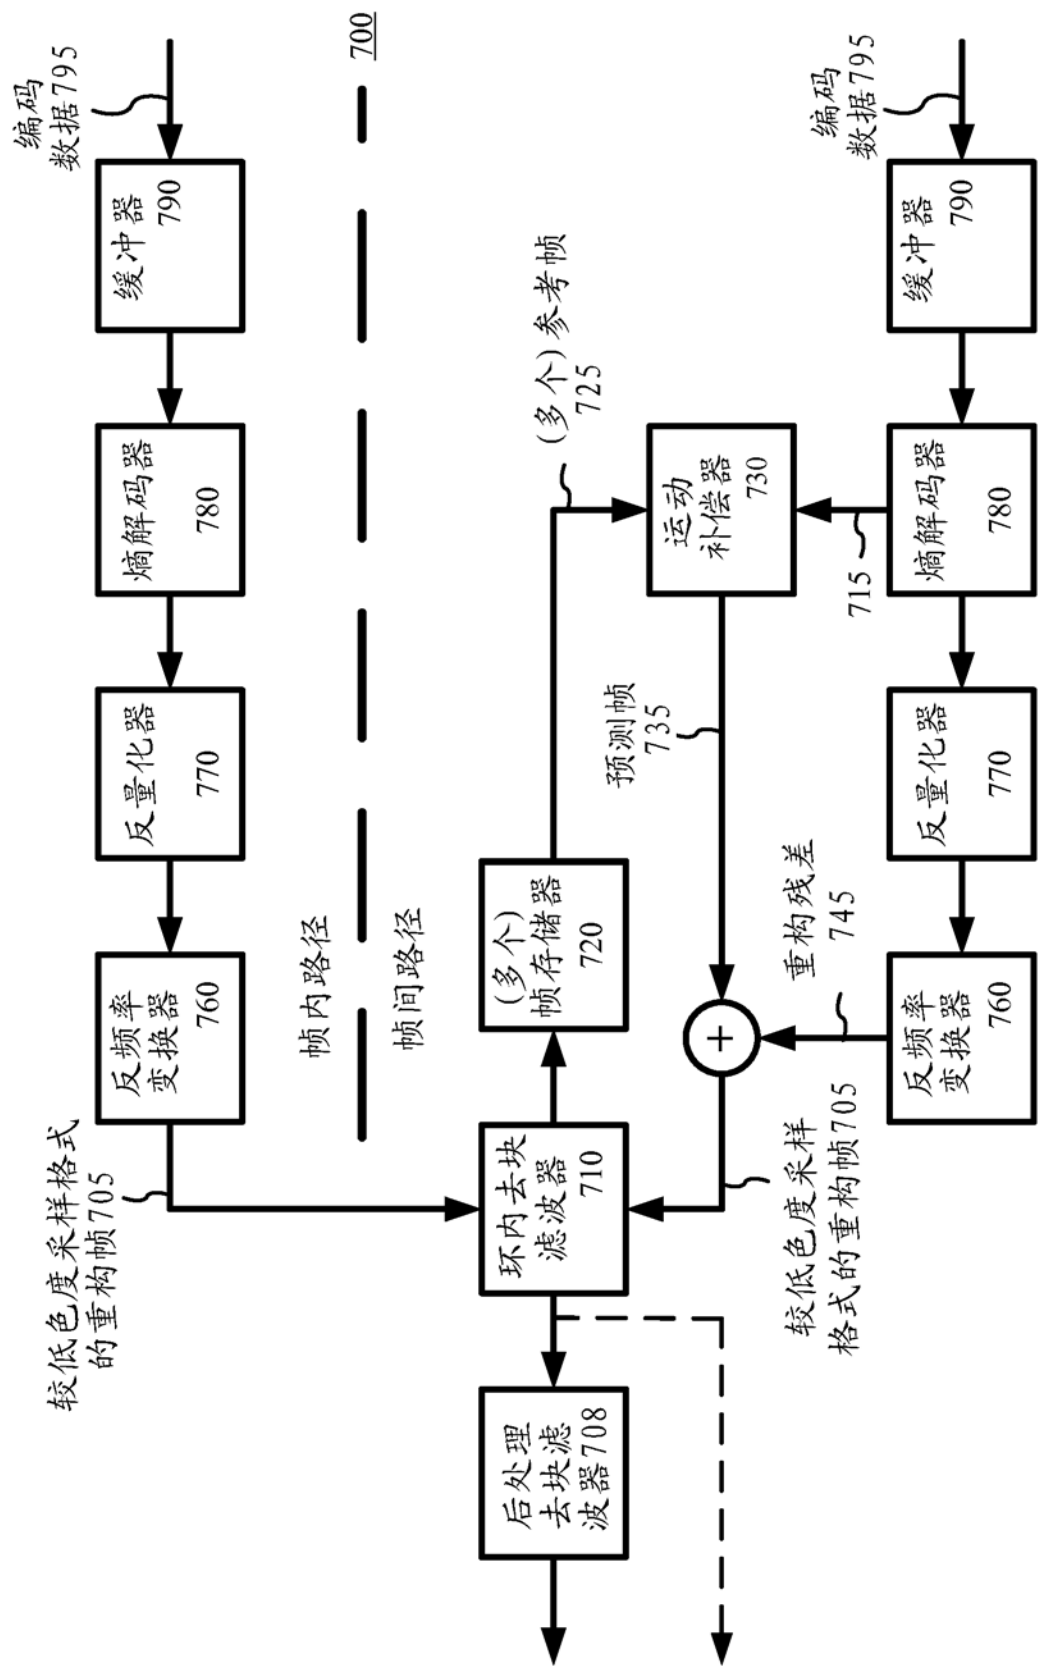 700
编码
数据795
缓冲器
790
熵解码器
780
反量化器
770
反频率
变换器
760
较低色度采样格式
的重构帧705
帧内路径
帧间路径
(多个)参考帧
725
运动
补偿器
730
715
预测帧
735
(多个)
帧存储器
720
+
环内去块
滤波器
710
后处理
去块滤
波器708
较低色度采样
格式的重构帧705
重构残差
745
编码
数据795
缓冲器
790
熵解码器
780
反量化器
770
反频率
变换器
760